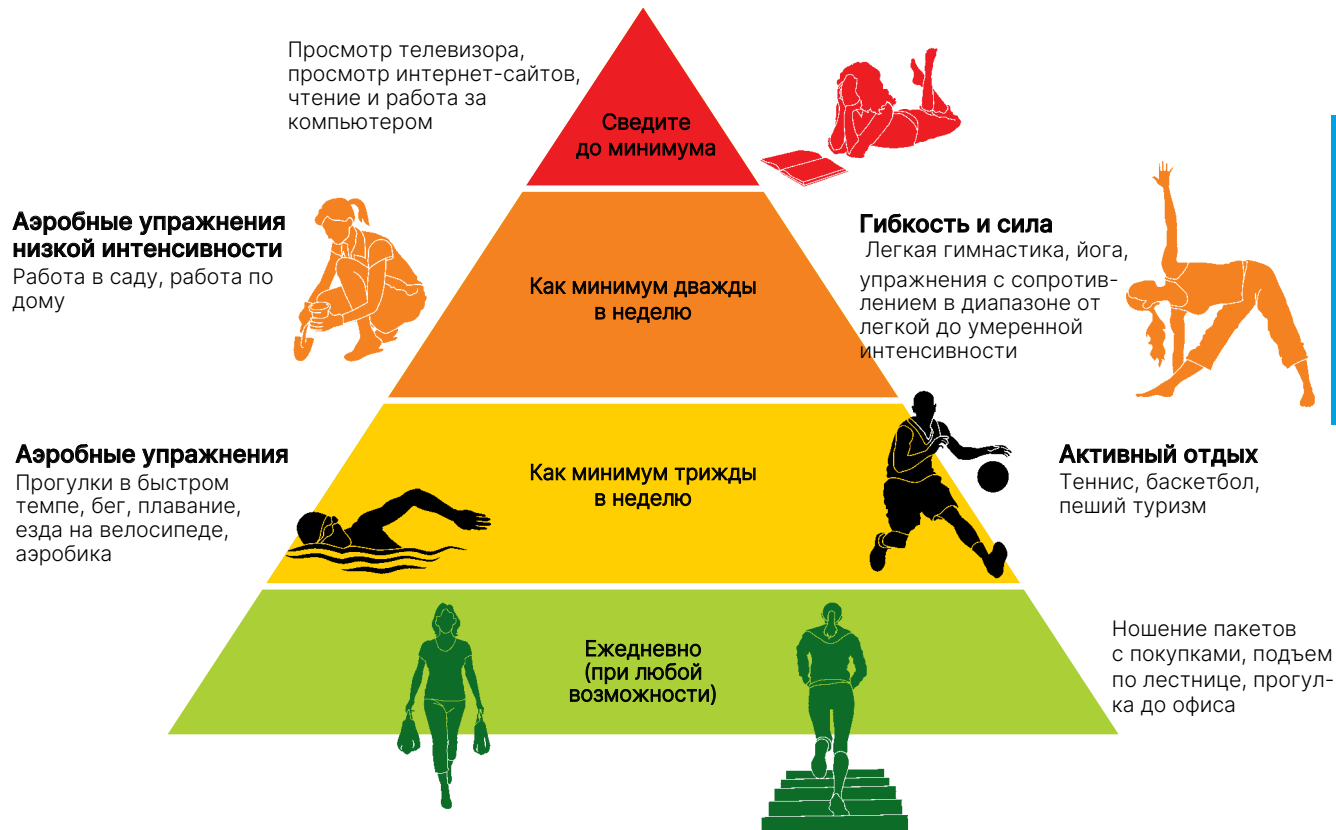 Просмотр телевизора,
просмотр интернет-сайтов,
чтение и работа за
компьютером
Сведите
до минимума
Аэробные упражнения
низкой интенсивности
Работа в саду, работа по
дому
Как минимум дважды
в неделю
Гибкость и сила
Легкая гимнастика, йога,
упражнения с сопротив-
лением в диапазоне от
легкой до умеренной
интенсивности
Аэробные упражнения
Прогулки в быстром
темпе, бег, плавание,
езда на велосипеде,
аэробика
Как минимум трижды
в неделю
Активный отдых
Теннис, баскетбол,
пеший туризм
Ежедневно
(при любой
возможности)
Ношение пакетов
с покупками, подъем
по лестнице, прогул-
ка до офиса